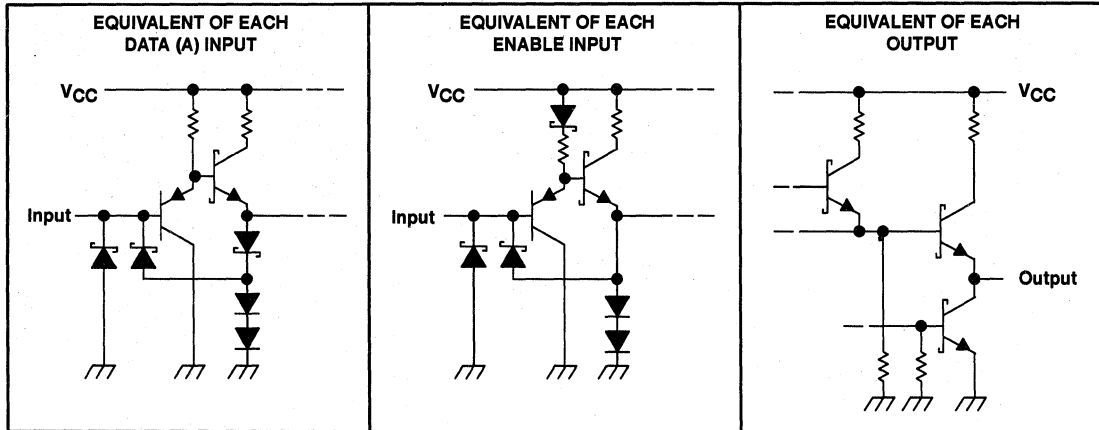 EQUIVALENT OF EACH
DATA (A) INPUT
VCC
Input
EQUIVALENT OF EACH
ENABLE INPUT
VCC
Input
EQUIVALENT OF EACH
OUTPUT
VCC
Output